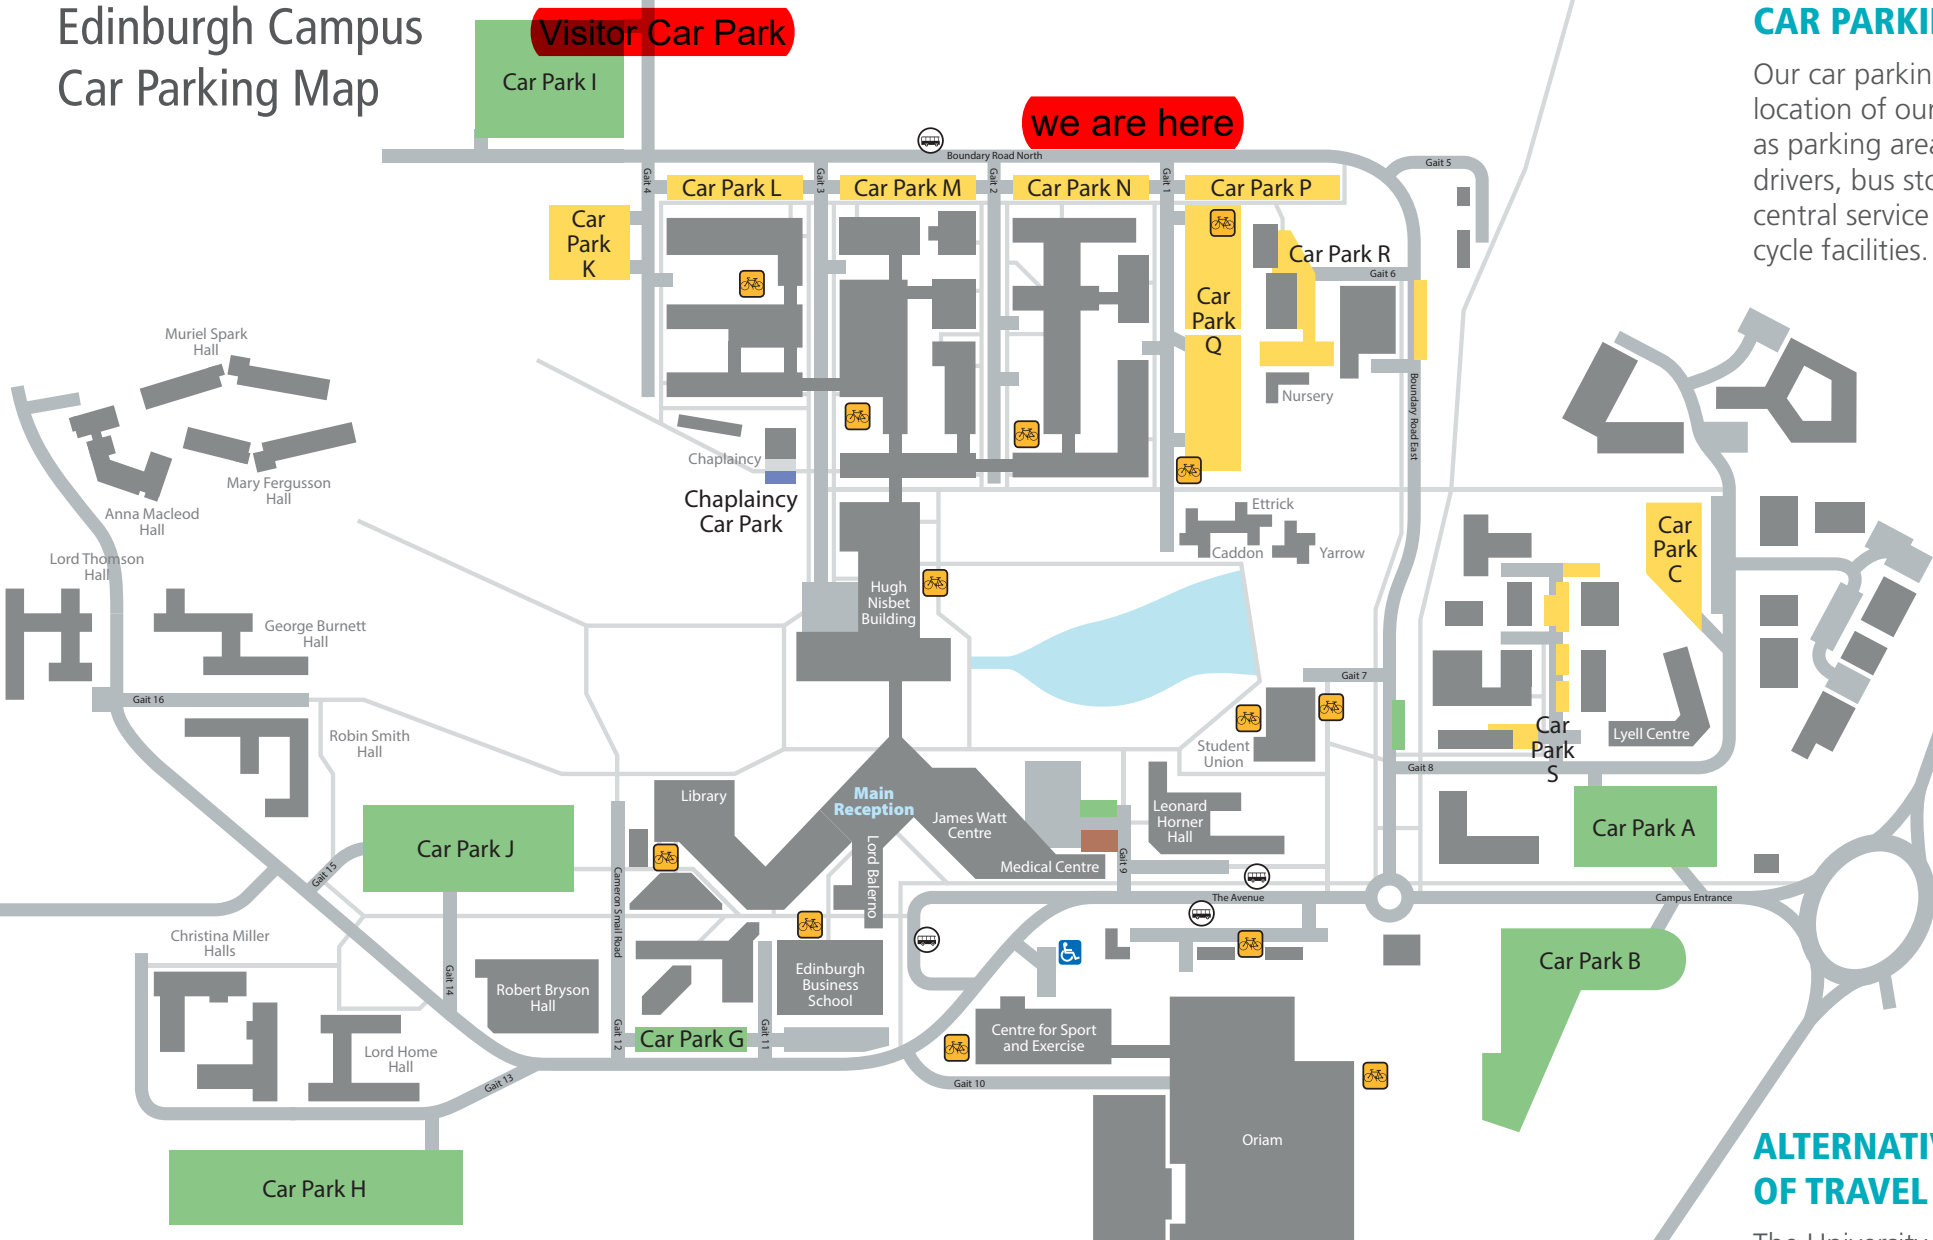 Edinburgh Campus
Car Parking Map
Visitor Car Park
Car Park I
we are here
CAR PARKI
Our car parkin
location of our
as parking area
drivers, bus sto
central service
cycle facilities.
Boundary Road North
Gait 5
Gait 4
Car Park L
Gait 3
Car Park M
Gait 2
Car Park N
Gait 1
Car Park P
Car
Park
K
Car Park R
Gait 6
Car
Park
Q
Nursery
Boundary Road East
Muriel Spark
Hall
Mary Fergusson
Hall
Anna Macleod
Hall
Lord Thomson
Hall
George Burnett
Hall
Chaplaincy
Chaplaincy
Car Park
Ettrick
Caddon
Yarrow
Car
Park
C
Hugh
Nisbet
Building
Gait 16
Robin Smith
Hall
Gait 7
Student
Union
Car
Park
S
Lyell Centre
Gait 8
Library
Main
Reception
James Watt
Centre
Lord Balerno
Medical Centre
Leonard
Horner
Hall
Gait 9
Car Park A
Car Park J
Gait 15
Cameron Smail Road
The Avenue
Campus Entrance
Christina Miller
Halls
Gait 14
Robert Bryson
Hall
Edinburgh
Business
School
Car Park B
Gait 12
Car Park G
Gait 11
Centre for Sport
and Exercise
Lord Home
Hall
Gait 13
Gait 10
Oriam
Car Park H
ALTERNATIV
OF TRAVEL
The University